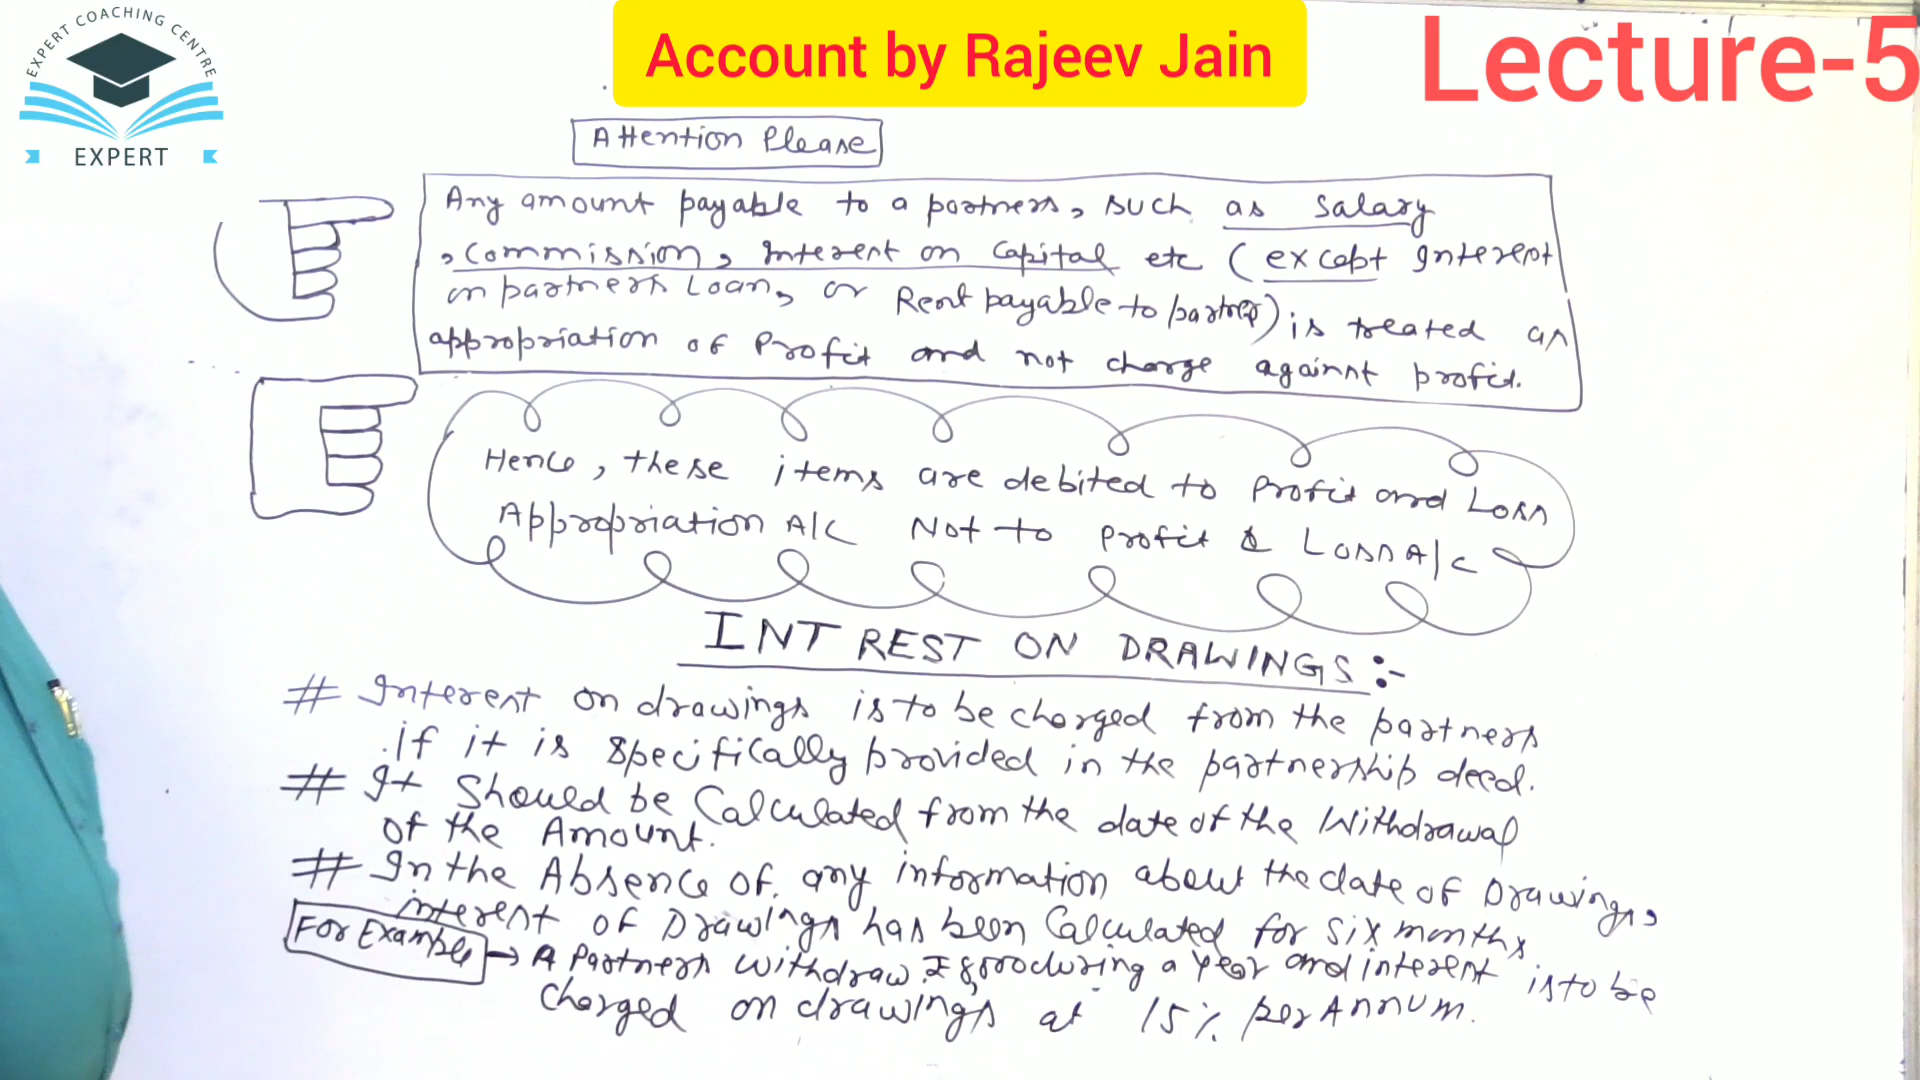 EXPERT COACHING CENTRE
EXPERT
Account by Rajeev Jain
Lecture-5
Attention Please
Any amount payable to a partners, such as salary
, Commission, Interest on Capital etc (except Interest
on partners Loan, or Rent payable to partner) is treated as
appropriation of Profit and not charge against profit.
Hence, these items are debited to Profit and Loss
Appropriation A/C Not to Profit & Loss A/c
INTREST ON DRAWINGS:-
# Interest on drawings is to be charged from the partners
if it is Specifically provided in the partnership deed.
# It Should be Calculated from the date of the Withdrawal
of the Amount.
# In the Absence of any information about the date of Drawings,
interest of Drawings has been Calculated for six months
For Example → A Partners withdraw ₹ during a year and interest is to be
charged on drawings at 15% per Annum.